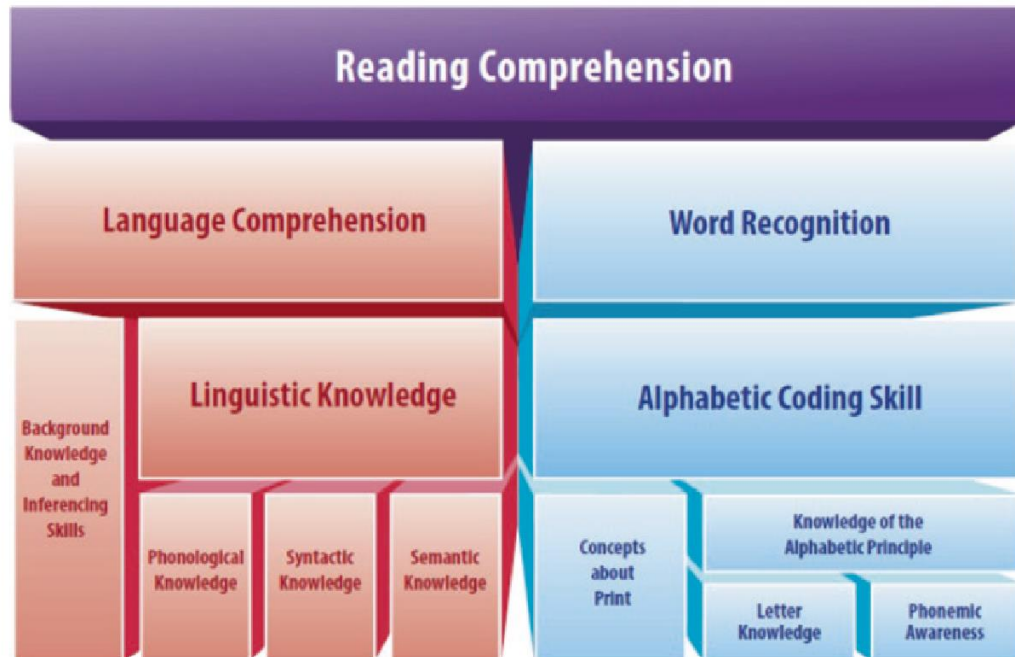 Reading Comprehension
Language Comprehension
Word Recognition
Background
Knowledge
and
Inferencing
Skills
Linguistic Knowledge
Phonological
Knowledge
Syntactic
Knowledge
Semantic
Knowledge
Alphabetic Coding Skill
Concepts
about
Print
Knowledge of the
Alphabetic Principle
Letter
Knowledge
Phonemic
Awareness